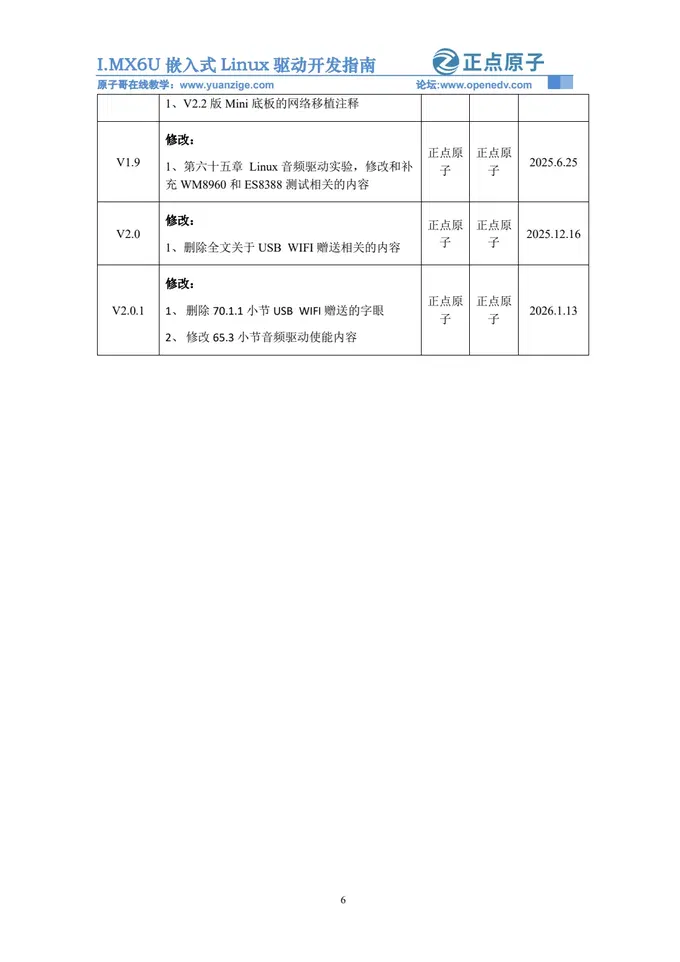 I.MX6U 嵌入式 Linux 驱动开发指南
正点原子
原子哥在线教学：www.yuanzige.com
论坛:www.openedv.com
1、V2.2 版 Mini 底板的网络移植注释
V1.9
修改：
1、第六十五章 Linux 音频驱动实验，修改和补
充 WM8960 和 ES8388 测试相关的内容
正点原
子
正点原
子
2025.6.25
V2.0
修改：
1、删除全文关于 USB WIFI 赠送相关的内容
正点原
子
正点原
子
2025.12.16
V2.0.1
修改：
1、 删除 70.1.1 小节 USB WIFI 赠送的字眼
2、 修改 65.3 小节音频驱动使能内容
正点原
子
正点原
子
2026.1.13
6